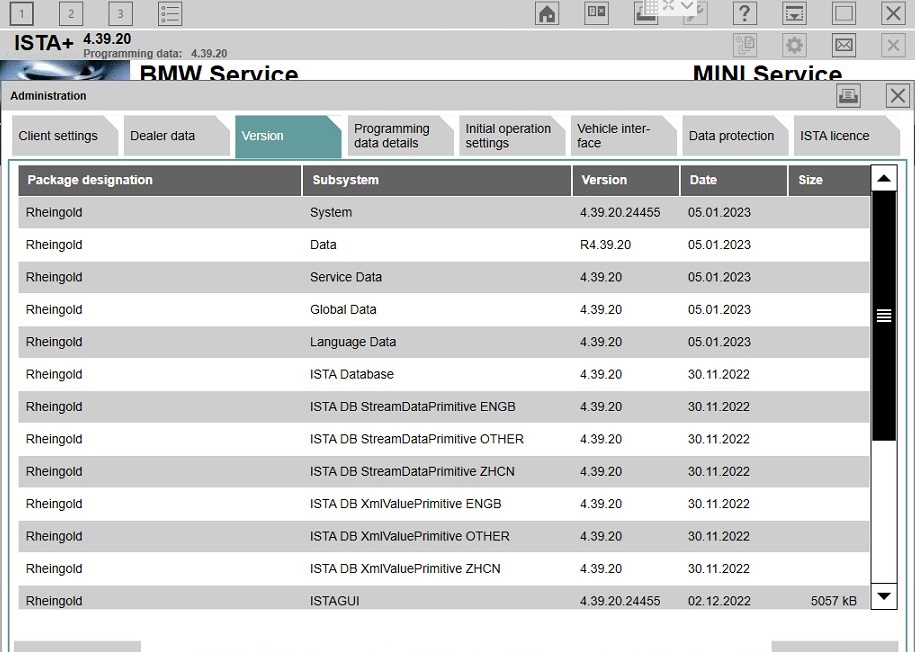 1 2 3 ?
ISTA+ 4.39.20
Programming data: 4.39.20
BMW Service MINI Service
Administration
Client settings Dealer data Version Programming data details Initial operation settings Vehicle inter-face Data protection ISTA licence
Package designation Subsystem Version Date Size
Rheingold System 4.39.20.24455 05.01.2023
Rheingold Data R4.39.20 05.01.2023
Rheingold Service Data 4.39.20 05.01.2023
Rheingold Global Data 4.39.20 05.01.2023
Rheingold Language Data 4.39.20 05.01.2023
Rheingold ISTA Database 4.39.20 30.11.2022
Rheingold ISTA DB StreamDataPrimitive ENGB 4.39.20 30.11.2022
Rheingold ISTA DB StreamDataPrimitive OTHER 4.39.20 30.11.2022
Rheingold ISTA DB StreamDataPrimitive ZHCN 4.39.20 30.11.2022
Rheingold ISTA DB XmlValuePrimitive ENGB 4.39.20 30.11.2022
Rheingold ISTA DB XmlValuePrimitive OTHER 4.39.20 30.11.2022
Rheingold ISTA DB XmlValuePrimitive ZHCN 4.39.20 30.11.2022
Rheingold ISTAGUI 4.39.20.24455 02.12.2022 5057 kB